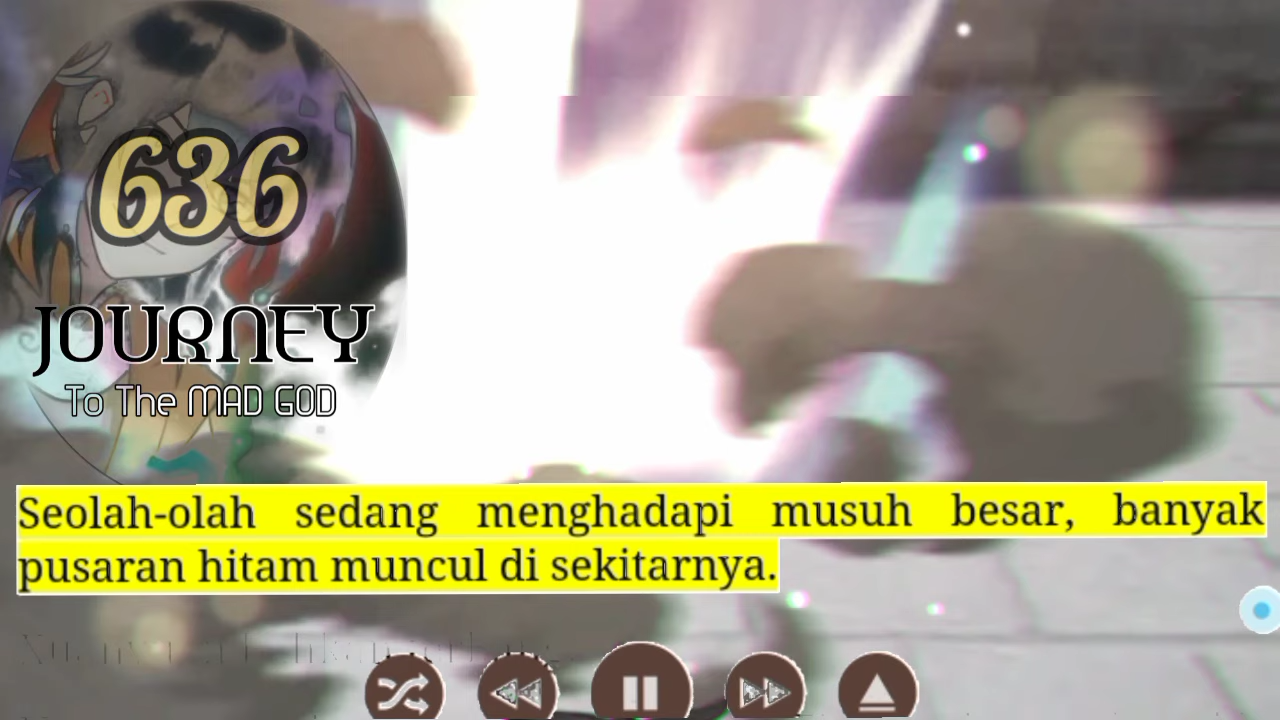 636
JOURNEY
To The MAD GOD
Seolah-olah sedang menghadapi musuh besar, banyak
pusaran hitam muncul di sekitarnya.